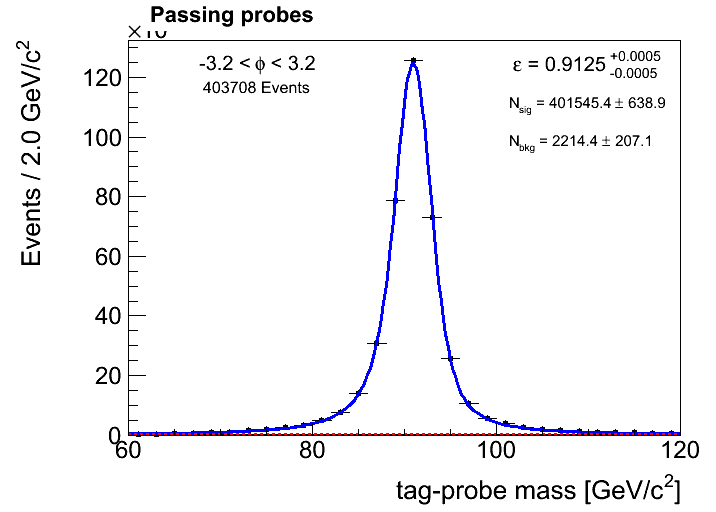 Passing probes
-3.2 < ϕ < 3.2
403708 Events
ε = 0.9125 +0.0005 -0.0005
Nsig = 401545.4 ± 638.9
Nbkg = 2214.4 ± 207.1
Events / 2.0 GeV/c2
120
100
80
60
40
20
0
60 80 100 120
tag-probe mass [GeV/c2]